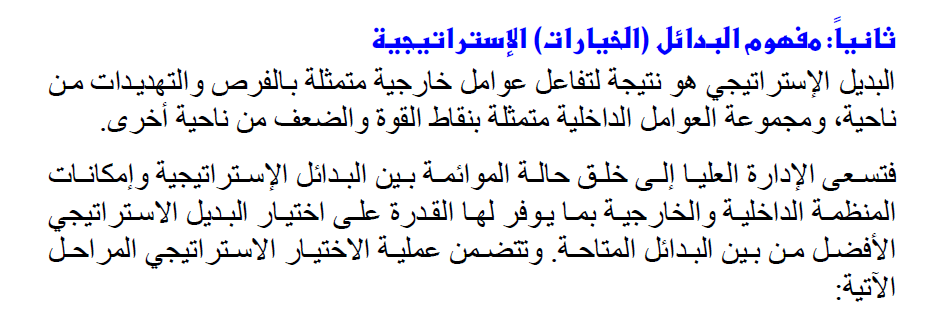 ثانياً: مفهوم البدائل (الخيارات) الإستراتيجية
البديل الإستراتيجي هو نتيجة لتفاعل عوامل خارجية متمثلة بالفرص والتهديدات من
ناحية، ومجموعة العوامل الداخلية متمثلة بنقاط القوة والضعف من ناحية أخرى.
فتسعى الإدارة العليا إلى خلق حالة الموائمة بين البدائل الإستراتيجية وإمكانات
المنظمة الداخلية والخارجية بما يوفر لها القدرة على اختيار البديل الاستراتيجي
الأفضل من بين البدائل المتاحة. وتتضمن عملية الاختيار الاستراتيجي المراحل
الآتية: